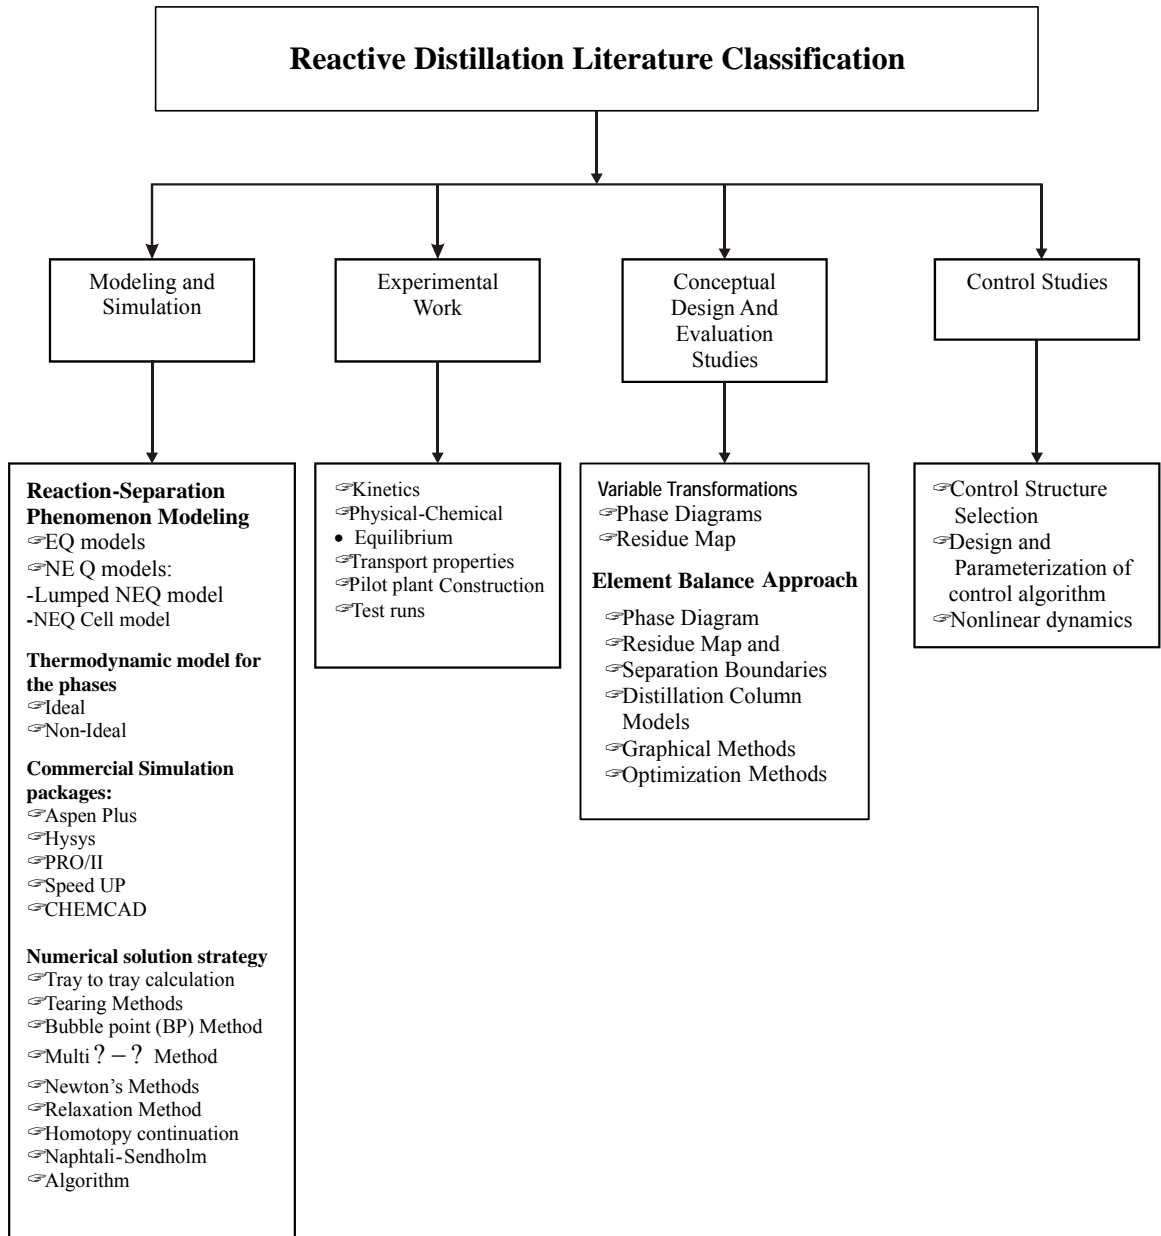 Reactive Distillation Literature Classification
Modeling and
Simulation
Experimental
Work
Conceptual
Design And
Evaluation
Studies
Control Studies
Reaction-Separation
Phenomenon Modeling
☞EQ models
☞NE Q models:
-Lumped NEQ model
-NEQ Cell model
Thermodynamic model for
the phases
☞Ideal
☞Non-Ideal
Commercial Simulation
packages:
☞Aspen Plus
☞Hysys
☞PRO/II
☞Speed UP
☞CHEMCAD
Numerical solution strategy
☞Tray to tray calculation
☞Tearing Methods
☞Bubble point (BP) Method
☞Multi ? – ? Method
☞Newton's Methods
☞Relaxation Method
☞Homotopy continuation
☞Naphtali-Sendholm
☞Algorithm
☞Kinetics
☞Physical-Chemical
• Equilibrium
☞Transport properties
☞Pilot plant Construction
☞Test runs
Variable Transformations
☞Phase Diagrams
☞Residue Map
Element Balance Approach
☞Phase Diagram
☞Residue Map and
☞Separation Boundaries
☞Distillation Column
Models
☞Graphical Methods
☞Optimization Methods
☞Control Structure
Selection
☞Design and
Parameterization of
control algorithm
☞Nonlinear dynamics